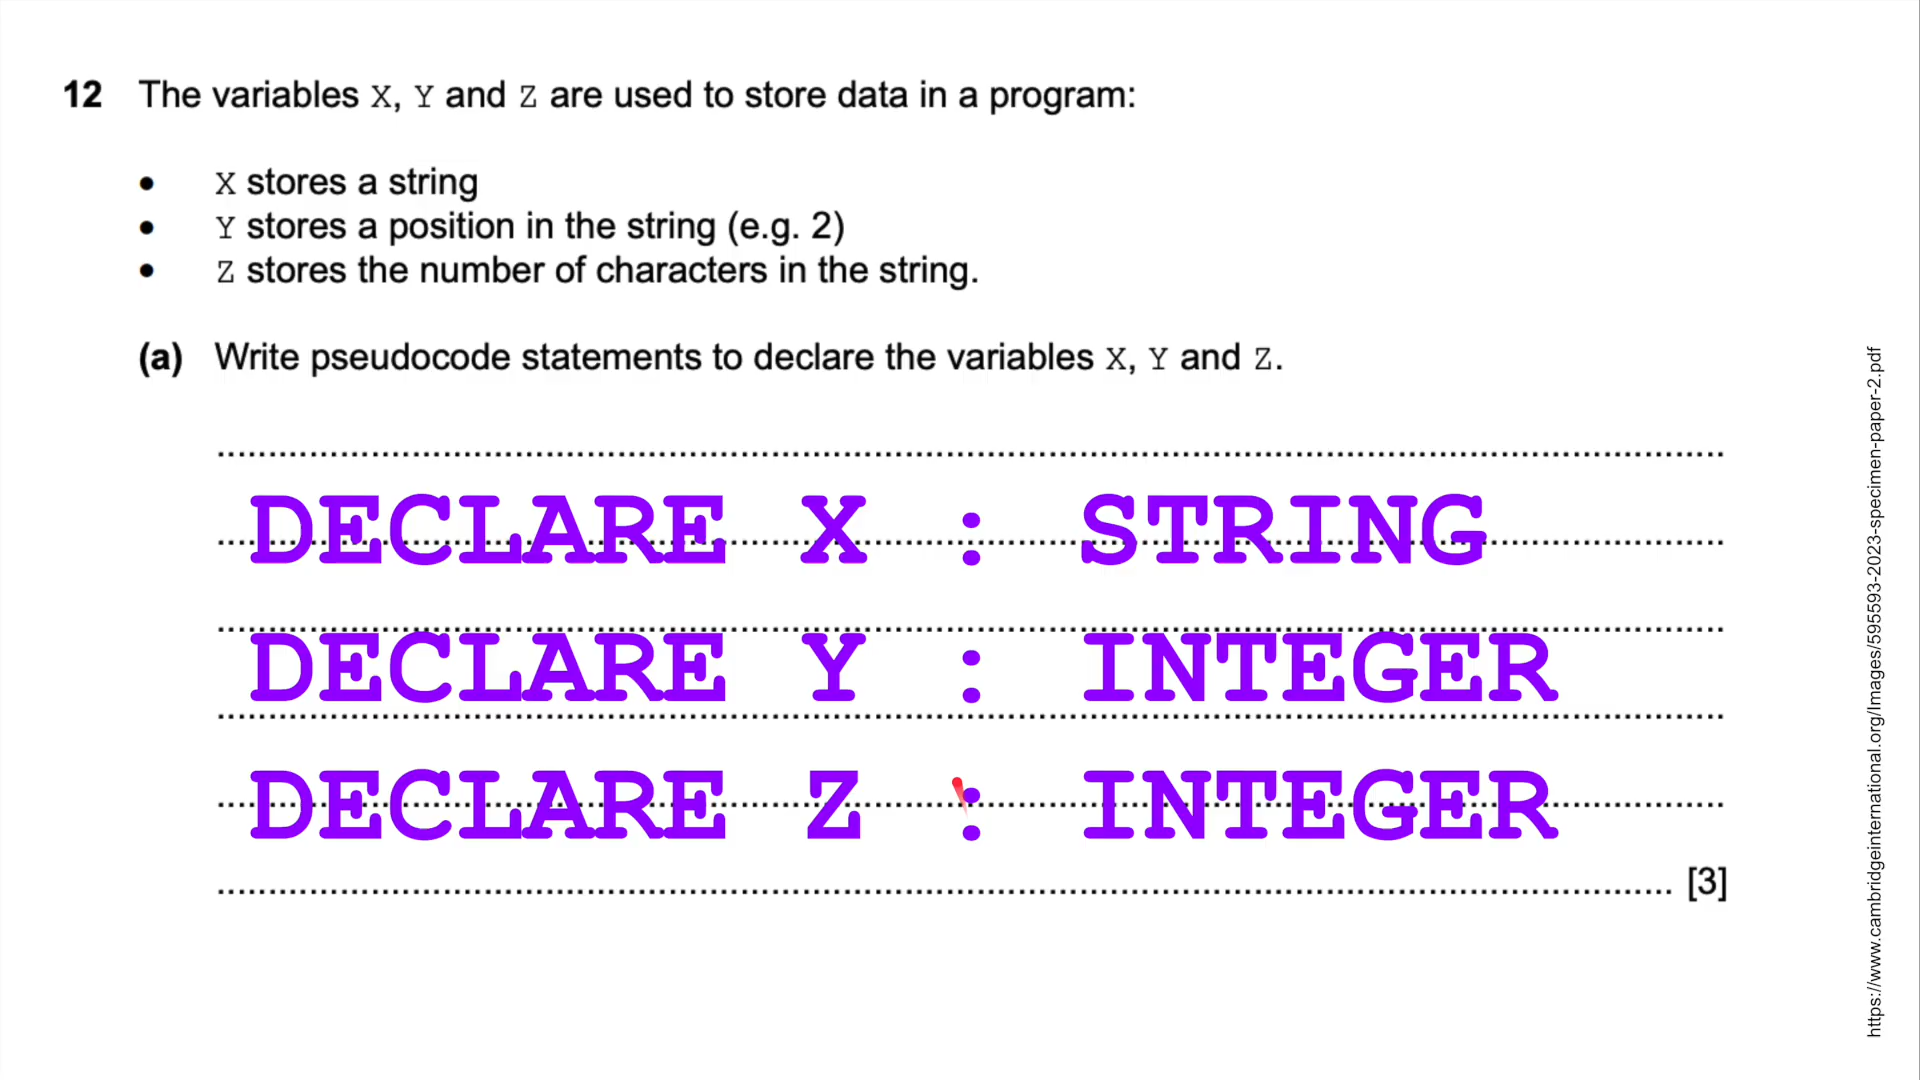 12 The variables X, Y and Z are used to store data in a program:
• X stores a string
• Y stores a position in the string (e.g. 2)
• Z stores the number of characters in the string.
(a) Write pseudocode statements to declare the variables X, Y and Z.
DECLARE X : STRING
DECLARE Y : INTEGER
DECLARE Z : INTEGER
[3]
https://www.cambridgeinternational.org/Images/595593-2023-specimen-paper-2.pdf